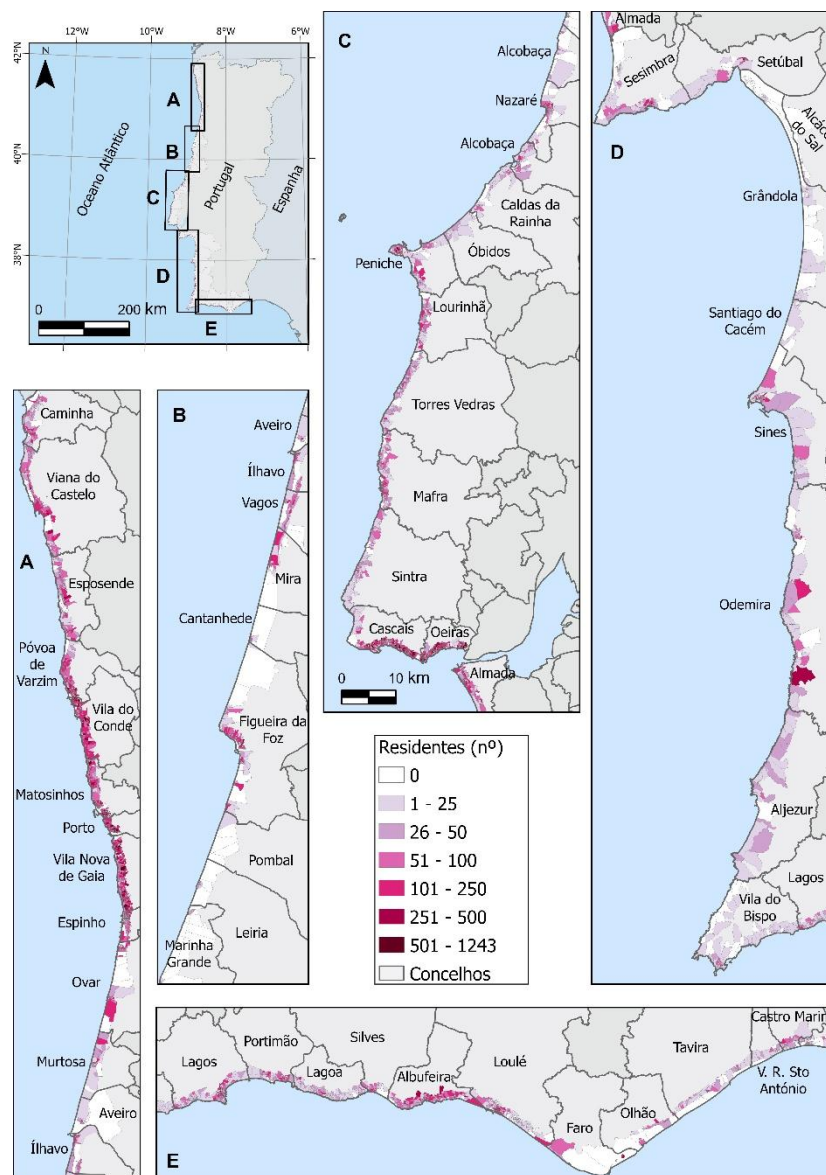 12°W
10°W
8°W
6°W
42°N
40°N
38°N
N
A
B
C
D
E
Oceano Atlântico
Portugal
Espanha
0 200 km
12°W
10°W
8°W
6°W
A
Caminha
Viana do
Castelo
Esposende
Póvoa
de
Varzim
Vila do
Conde
Matosinhos
Porto
Vila Nova
de Gaia
Espinho
Ovar
Murtosa
Aveiro
Ílhavo
B
Aveiro
Ílhavo
Vagos
Mira
Cantanhede
Figueira da
Foz
Pombal
Leiria
Marinha
Grande
C
Alcobaça
Nazaré
Alcobaça
Caldas da
Rainha
Óbidos
Peniche
Lourinhã
Torres Vedras
Mafra
Sintra
Cascais
Oeiras
Almada
0 10 km
Residentes (nº)
0
1 - 25
26 - 50
51 - 100
101 - 250
251 - 500
501 - 1243
Concelhos
D
Almada
Sesimbra
Setúbal
Alcácer
do Sal
Grândola
Santiago do
Cacém
Sines
Odemira
Aljezur
Lagos
Vila do
Bispo
E
Lagos
Portimão
Lagoa
Silves
Albufeira
Loulé
Faro
Olhão
Tavira
Castro Marim
V. R. Sto
António